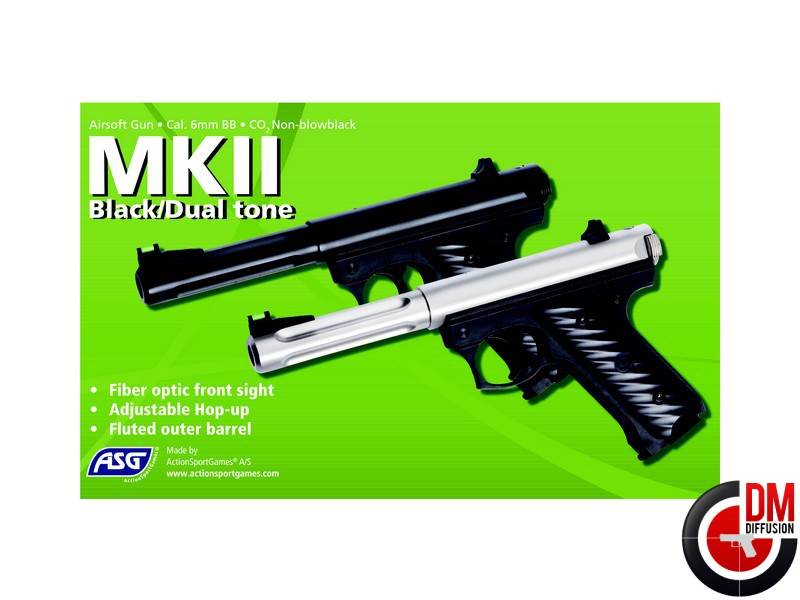 Airsoft Gun • Cal. 6mm BB • CO2 Non-blowblack
MKII
Black/Dual tone
• Fiber optic front sight
• Adjustable Hop-up
• Fluted outer barrel
ASG
ActionSportGames
Made by
ActionSportGames® A/S
www.actionsportgames.com
DM
DIFFUSION